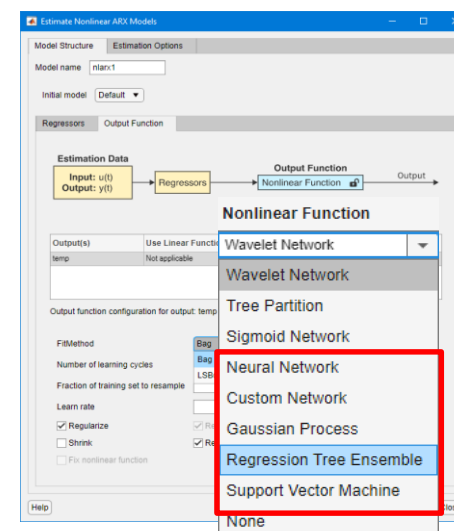 Estimate Nonlinear ARX Models
Model Structure Estimation Options
Model name nlarx1
Initial model Default
Regressors Output Function
Estimation Data
Input: u(t)
Output: y(t)
Regressors
Output Function
Nonlinear Function
Output
Nonlinear Function
Output(s) Use Linear Functi
Wavelet Network
temp Not applicable
Wavelet Network
Tree Partition
Output function configuration for output: temp
Sigmoid Network
FitMethod Bag
Neural Network
Number of learning cycles Bag
LSBo
Custom Network
Fraction of training set to resample
Gaussian Process
Learn rate
Regularize Re
Regression Tree Ensemble
Shrink Re
Fix nonlinear function
Support Vector Machine
Help Clo
None